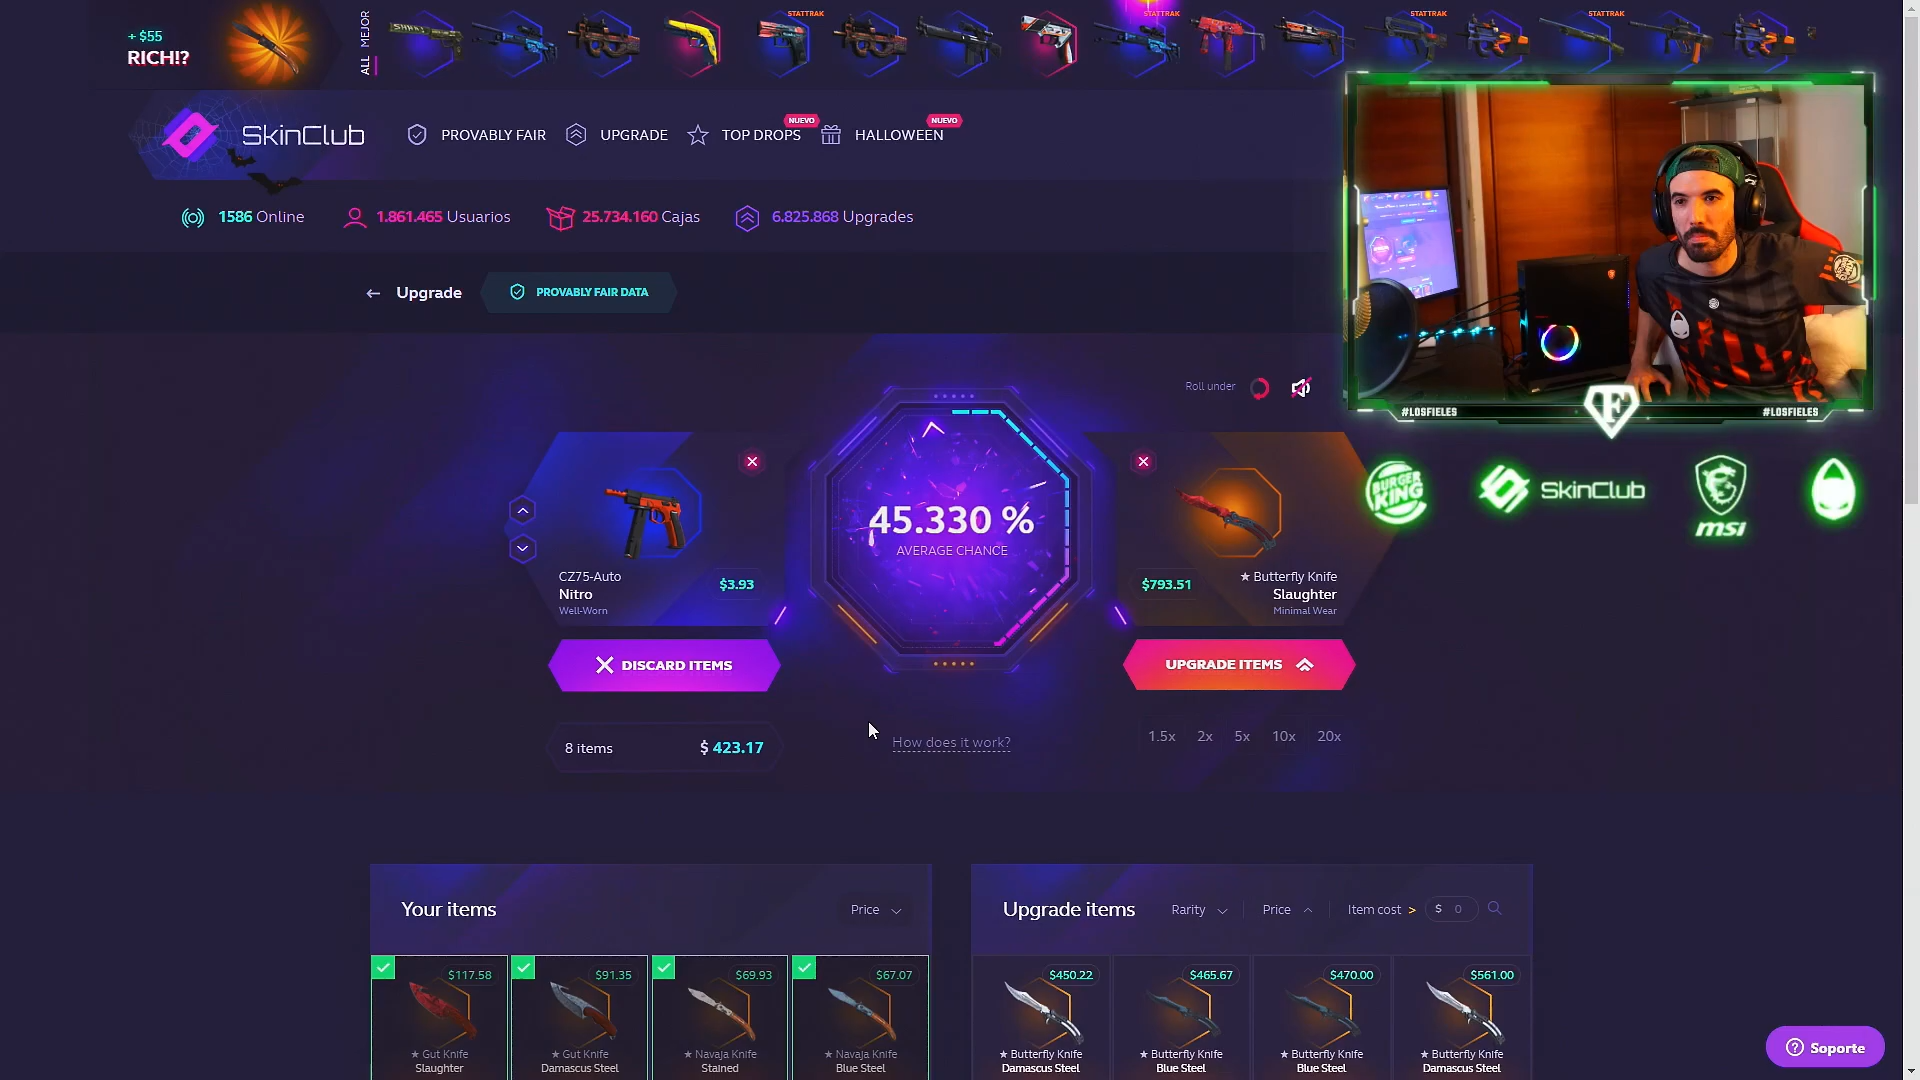 + $55
RICH!?
ALL MEJOR
STATTRAK
STATTRAK
STATTRAK
STATTRAK
SkinClub
PROVABLY FAIR
UPGRADE
TOP DROPS
NUEVO
HALLOWEEN
NUEVO
1586 Online
1.861.465 Usuarios
25.734.160 Cajas
6.825.868 Upgrades
← Upgrade
PROVABLY FAIR DATA
Roll under
#LOSFIELES
F
#LOSFIELES
BURGER KING
SkinClub
msi
45.330 %
AVERAGE CHANCE
CZ75-Auto
Nitro
Well-Worn
$3.93
$793.51
★ Butterfly Knife
Slaughter
Minimal Wear
DISCARD ITEMS
UPGRADE ITEMS
8 items
$ 423.17
How does it work?
1.5x 2x 5x 10x 20x
Your items
Price
Upgrade items
Rarity
Price
Item cost > $ 0
$117.58
★ Gut Knife
Slaughter
$91.35
★ Gut Knife
Damascus Steel
$69.93
★ Navaja Knife
Stained
$67.07
★ Navaja Knife
Blue Steel
$450.22
★ Butterfly Knife
Damascus Steel
$465.67
★ Butterfly Knife
Blue Steel
$470.00
★ Butterfly Knife
Blue Steel
$561.00
★ Butterfly Knife
Damascus Steel
Soporte